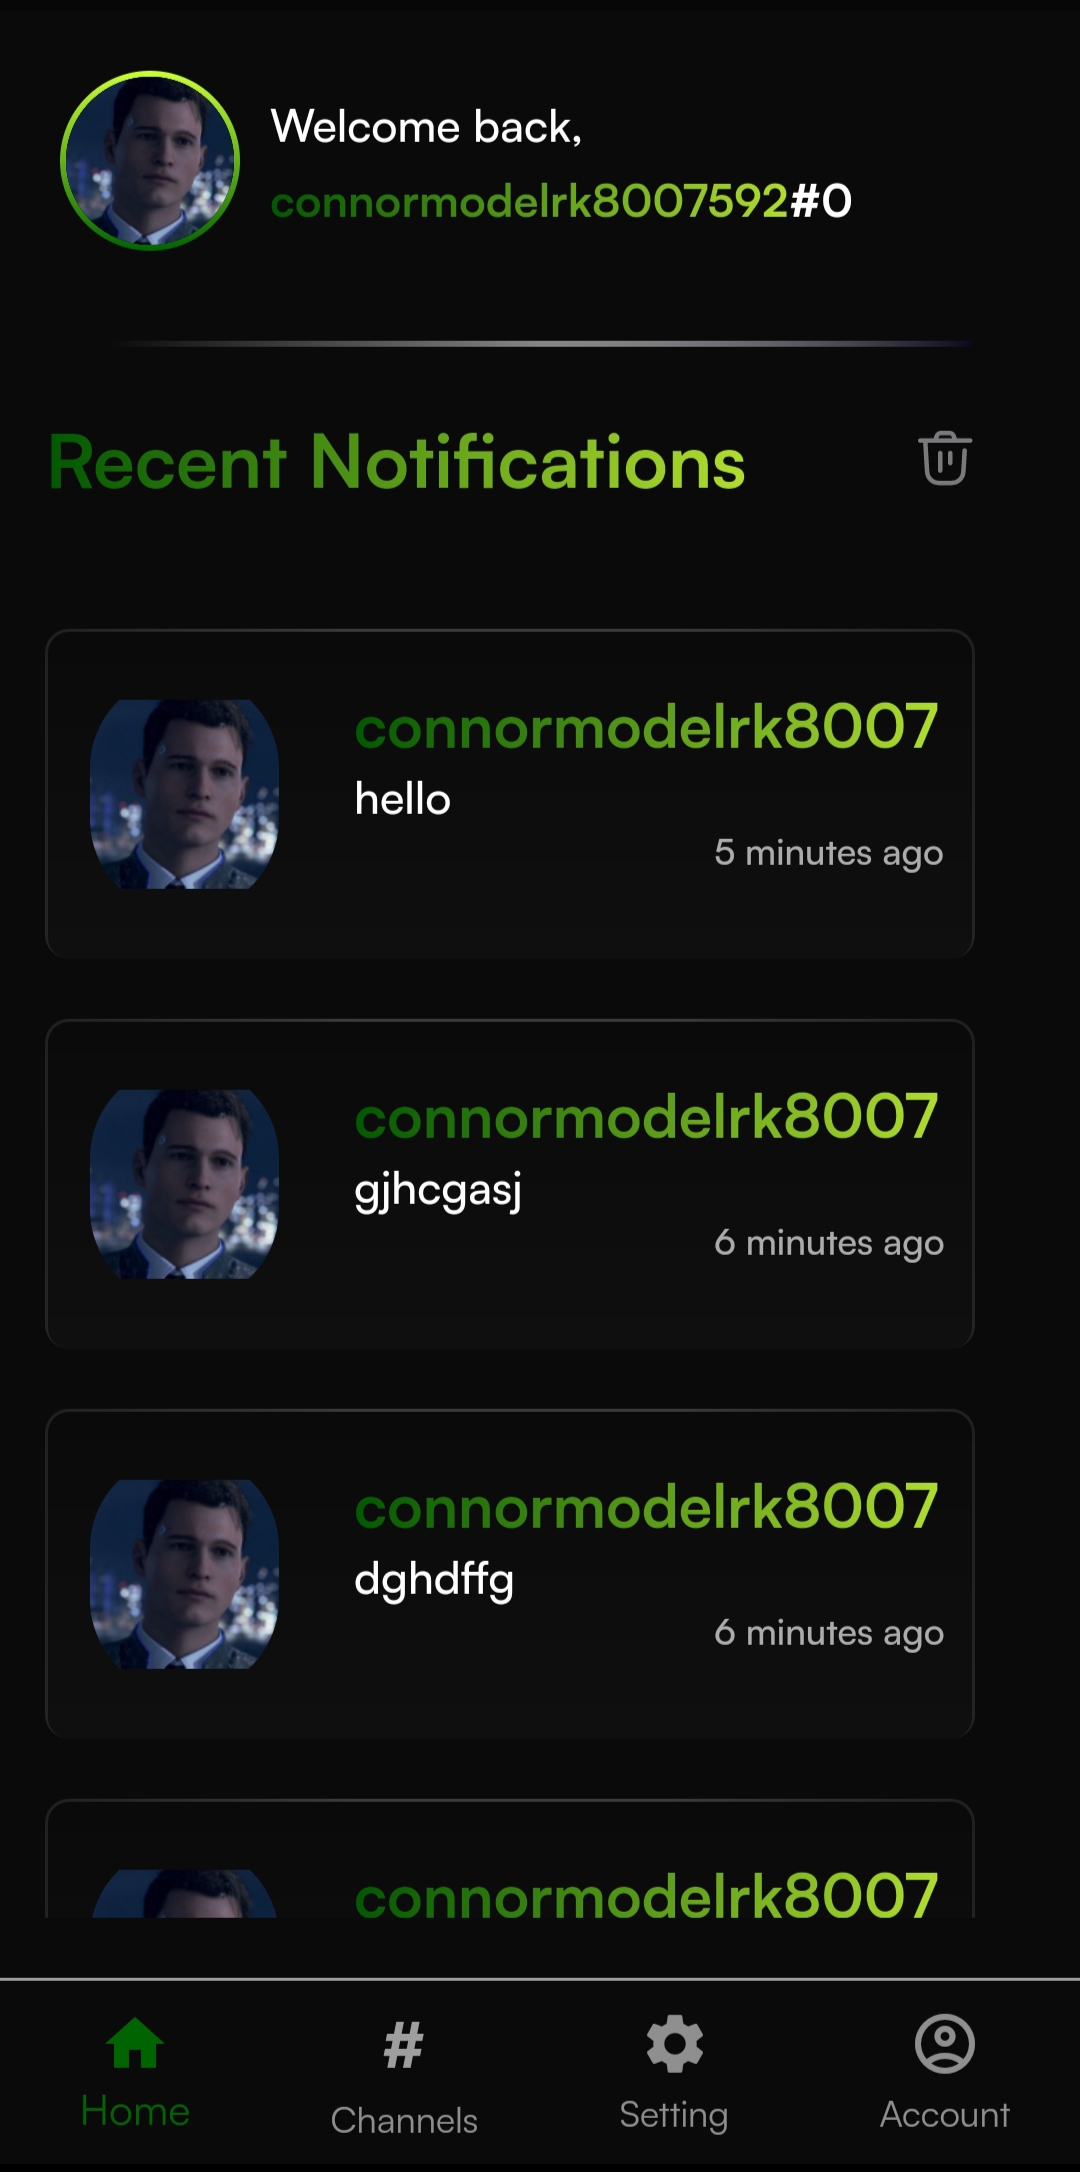 Welcome back,
connormodelrk8007592#0
Recent Notifications
connormodelrk8007
hello
5 minutes ago
connormodelrk8007
gjhcgasj
6 minutes ago
connormodelrk8007
dghdffg
6 minutes ago
connormodelrk8007
Home
Channels
Setting
Account